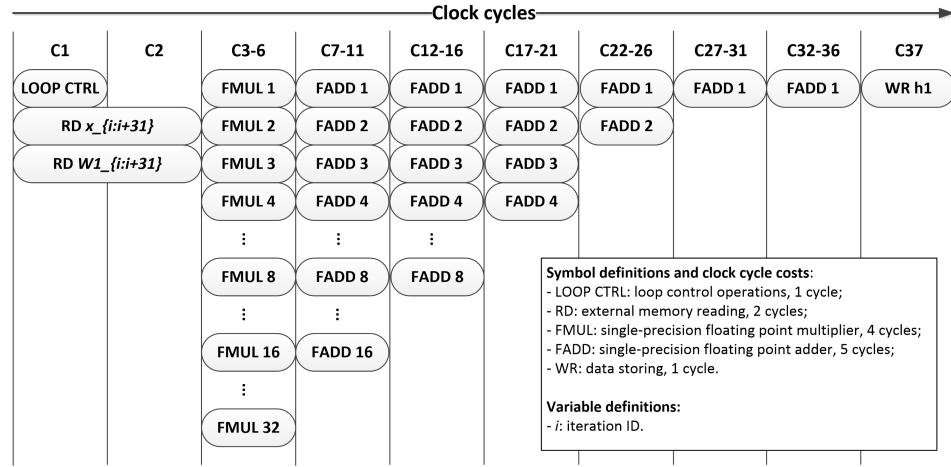 Clock cycles
C1 C2 C3-6 C7-11 C12-16 C17-21 C22-26 C27-31 C32-36 C37
LOOP CTRL FMUL 1 FADD 1 FADD 1 FADD 1 FADD 1 FADD 1 FADD 1 WR h1
RD x_{i:i+31} FMUL 2 FADD 2 FADD 2 FADD 2 FADD 2
RD W1_{i:i+31} FMUL 3 FADD 3 FADD 3 FADD 3
FMUL 4 FADD 4 FADD 4 FADD 4
⋮ ⋮ ⋮
FMUL 8 FADD 8 FADD 8
⋮ ⋮
FMUL 16 FADD 16
⋮
FMUL 32
Symbol definitions and clock cycle costs:
- LOOP CTRL: loop control operations, 1 cycle;
- RD: external memory reading, 2 cycles;
- FMUL: single-precision floating point multiplier, 4 cycles;
- FADD: single-precision floating point adder, 5 cycles;
- WR: data storing, 1 cycle.
Variable definitions:
- i: iteration ID.